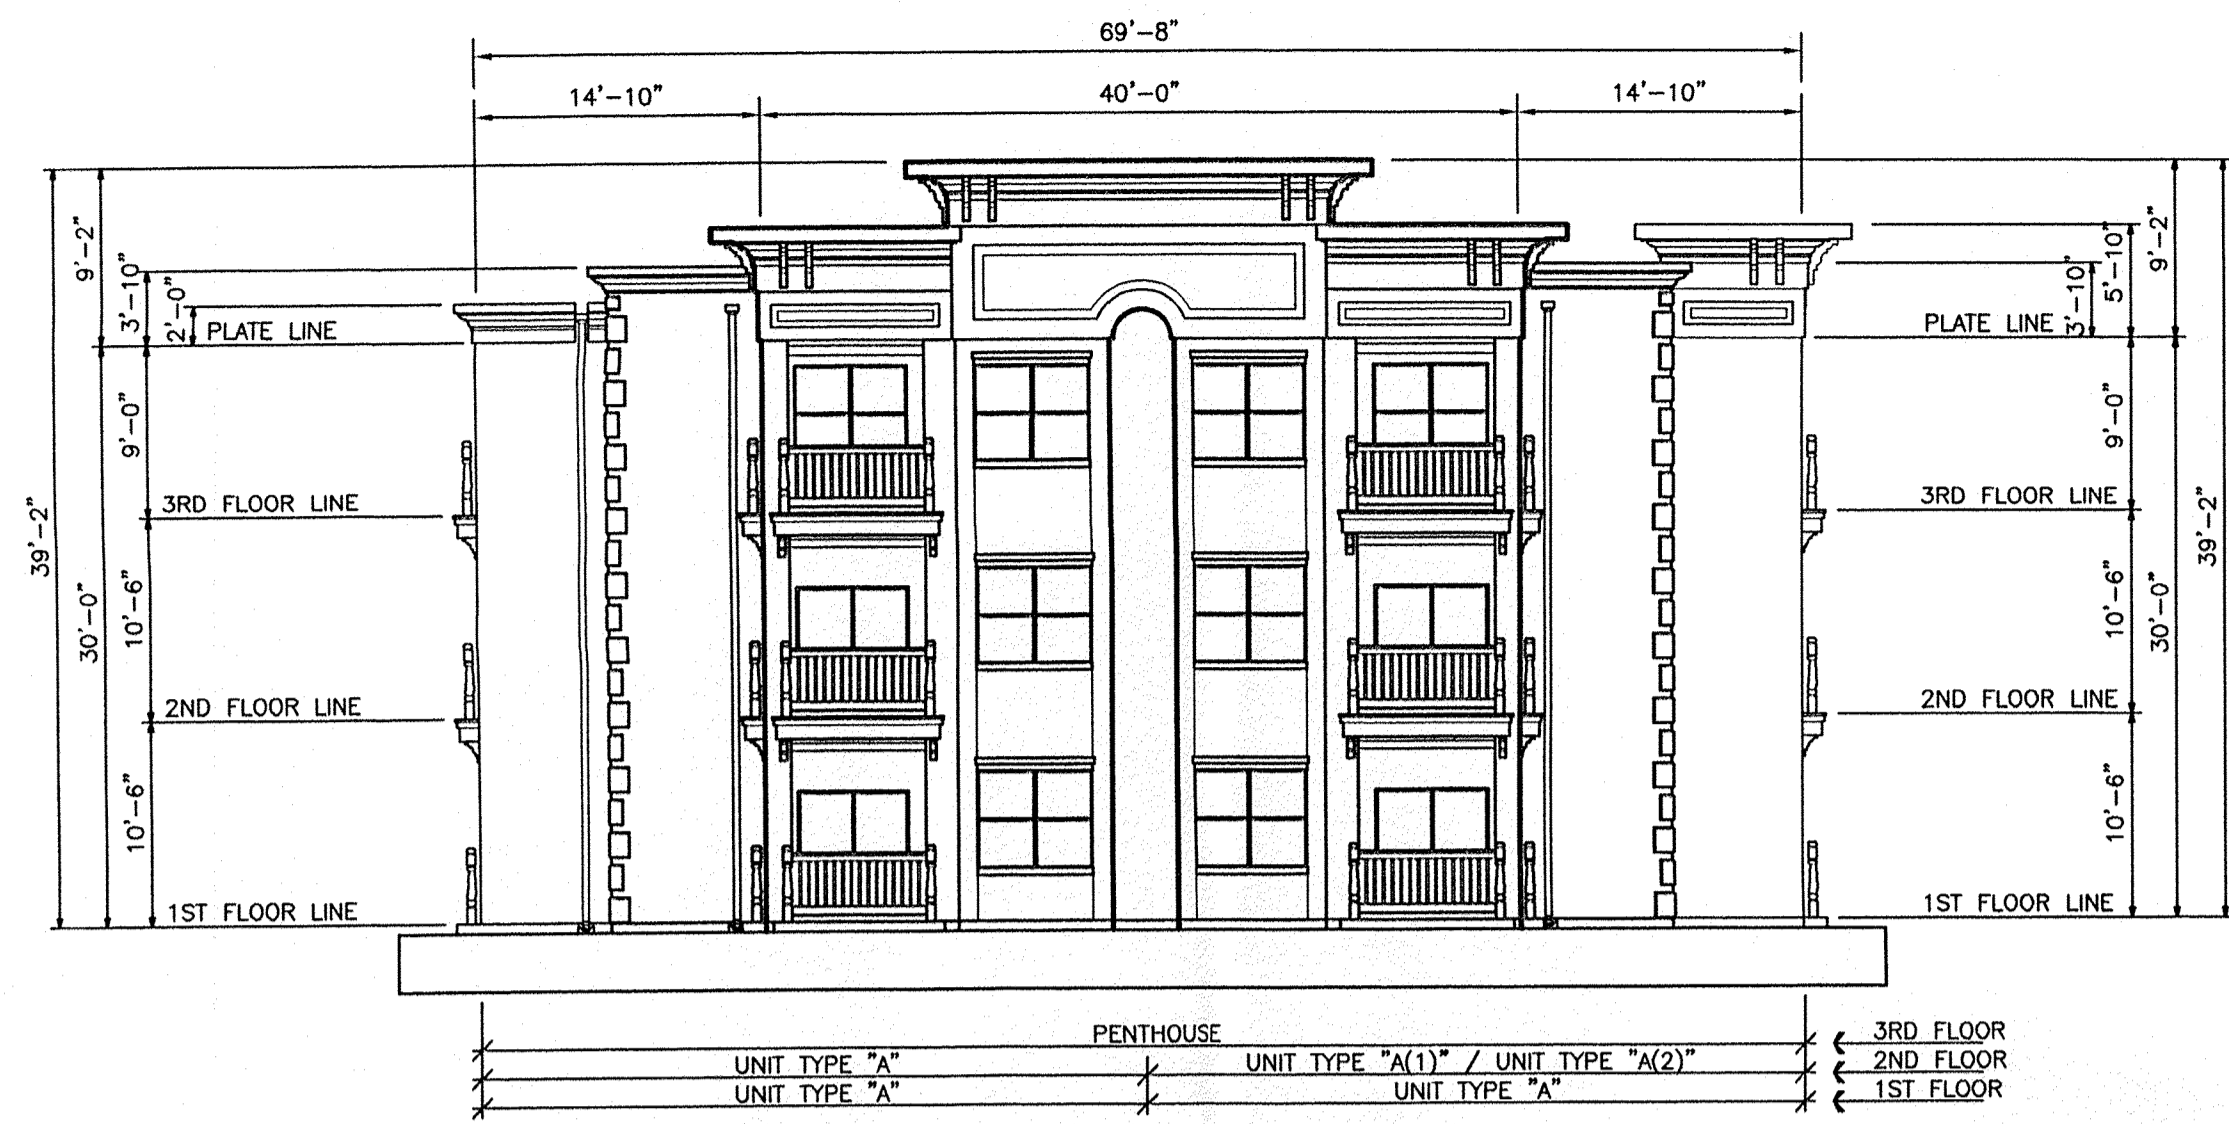 69'-8"
14'-10" 40'-0" 14'-10"
9'-2"
3'-10"
2'-0"
PLATE LINE
9'-0"
3RD FLOOR LINE
39'-2"
30'-0"
10'-6"
2ND FLOOR LINE
10'-6"
1ST FLOOR LINE
5'-10"
9'-2"
3'-10"
PLATE LINE
9'-0"
3RD FLOOR LINE
39'-2"
10'-6"
30'-0"
2ND FLOOR LINE
10'-6"
1ST FLOOR LINE
PENTHOUSE 3RD FLOOR
UNIT TYPE "A" UNIT TYPE "A(1)" / UNIT TYPE "A(2)" 2ND FLOOR
UNIT TYPE "A" UNIT TYPE "A" 1ST FLOOR